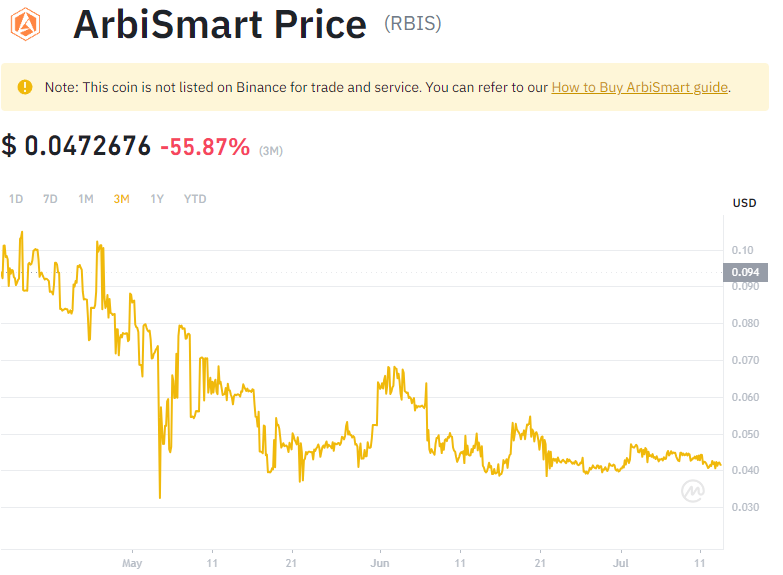 ArbiSmart Price (RBIS)
Note: This coin is not listed on Binance for trade and service. You can refer to our How to Buy ArbiSmart guide.
$ 0.0472676 -55.87% (3M)
1D 7D 1M 3M 1Y YTD
USD
0.10
0.094
0.090
0.080
0.070
0.060
0.050
0.040
0.030
May 11 21 Jun 11 21 Jul 11